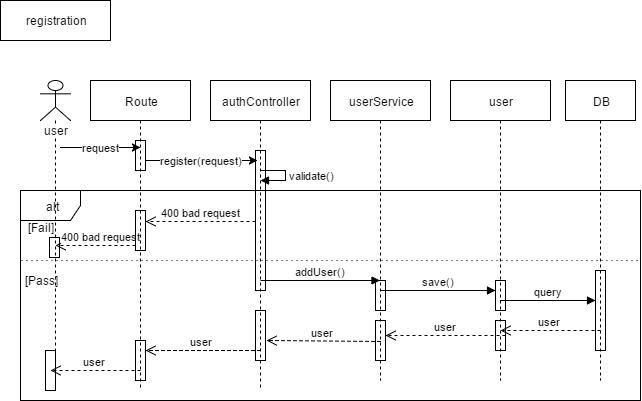 registration
Route
authController
userService
user
DB
user
request
register(request)
validate()
alt
400 bad request
[Fail]
400 bad request
[Pass]
addUser()
save()
query
user
user
user
user
user